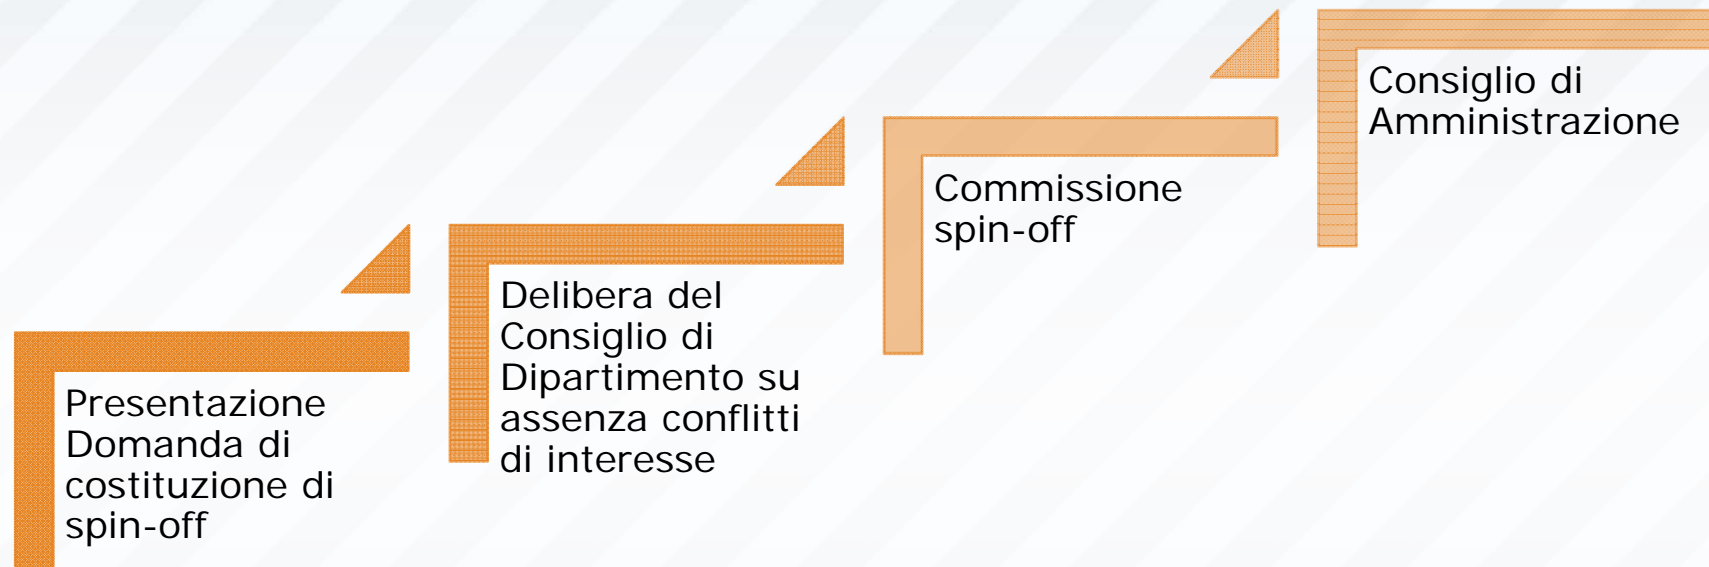 Presentazione
Domanda di
costituzione di
spin-off
Delibera del
Consiglio di
Dipartimento su
assenza conflitti
di interesse
Commissione
spin-off
Consiglio di
Amministrazione